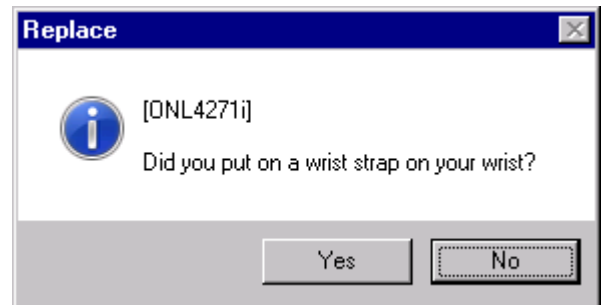 Replace
[ONL4271i]
Did you put on a wrist strap on your wrist?
Yes
No